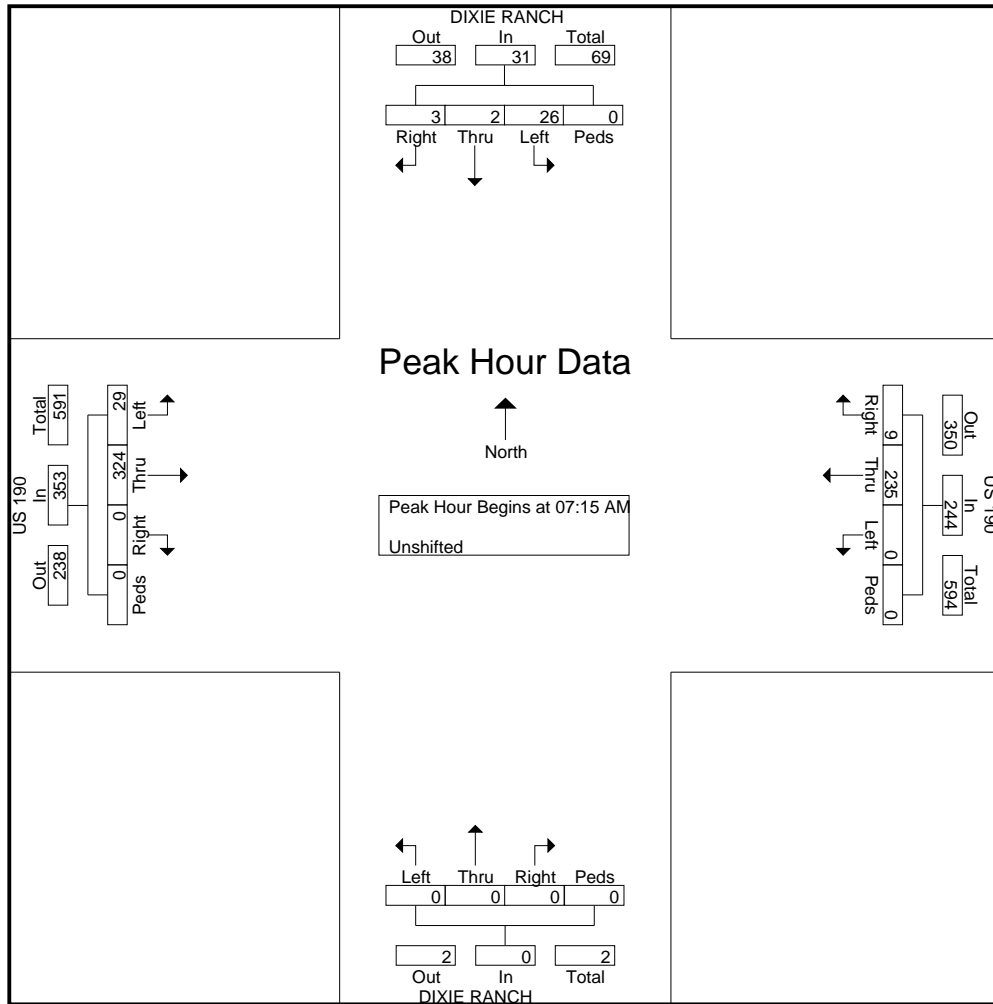 DIXIE RANCH
Out In Total
38 31 69
3 2 26 0
Right Thru Left Peds
Peak Hour Data
North
Peak Hour Begins at 07:15 AM
Unshifted
US 190
Total In Out
591 353 238
29 324 0 0
Left Thru Right Peds
Right Thru Left Peds
9 235 0 0
Out In Total
350 244 594
US 190
Left Thru Right Peds
0 0 0 0
2 0 2
Out In Total
DIXIE RANCH